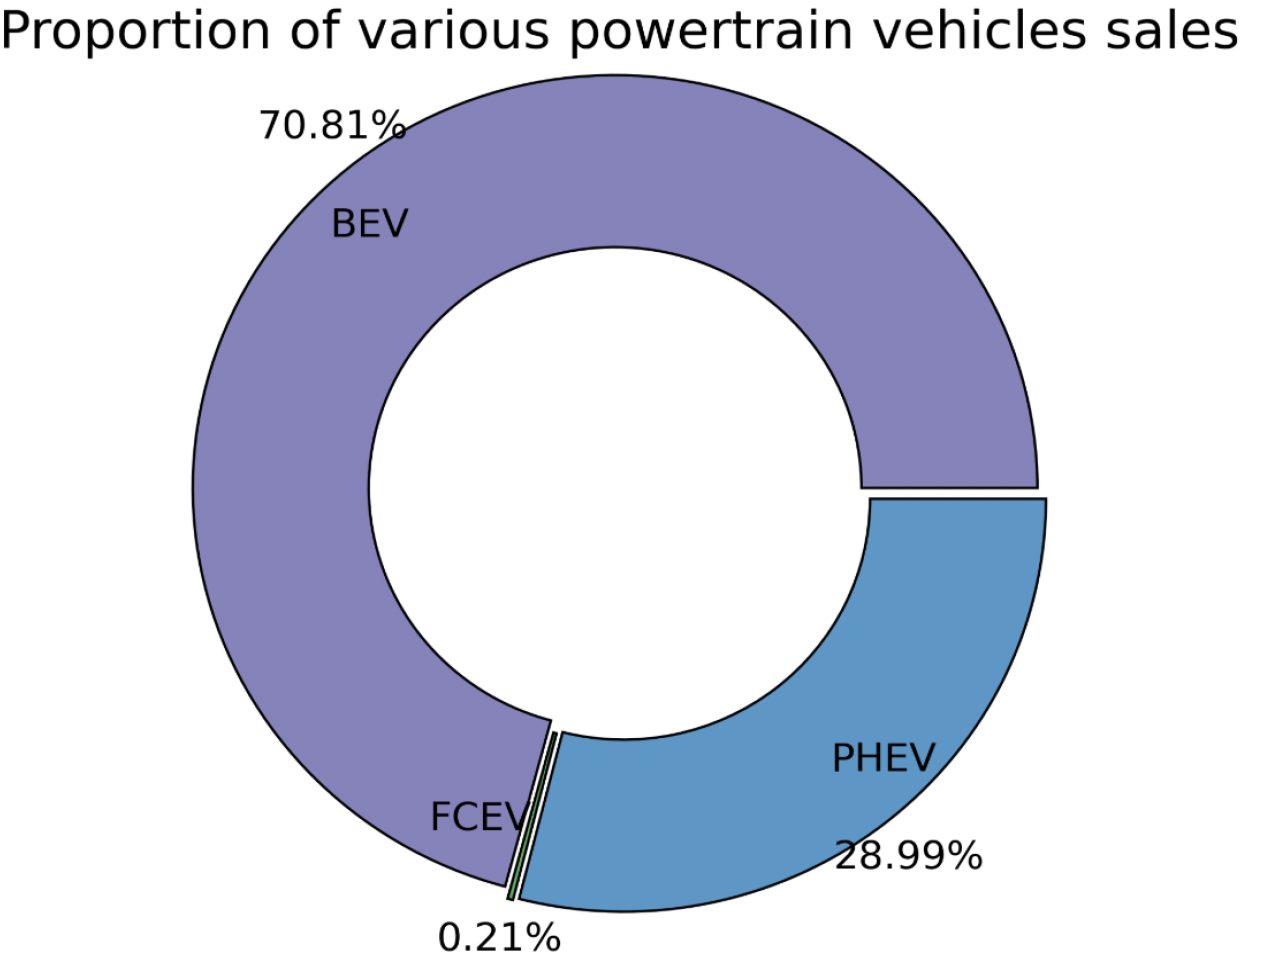 Proportion of various powertrain vehicles sales
70.81%
BEV
PHEV
FCEV
28.99%
0.21%